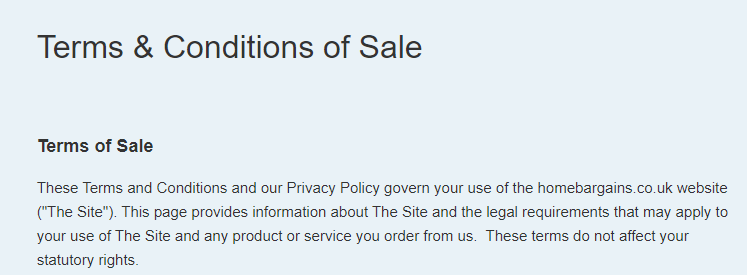 Terms & Conditions of Sale
Terms of Sale
These Terms and Conditions and our Privacy Policy govern your use of the homebargains.co.uk website
("The Site"). This page provides information about The Site and the legal requirements that may apply to
your use of The Site and any product or service you order from us.  These terms do not affect your
statutory rights.